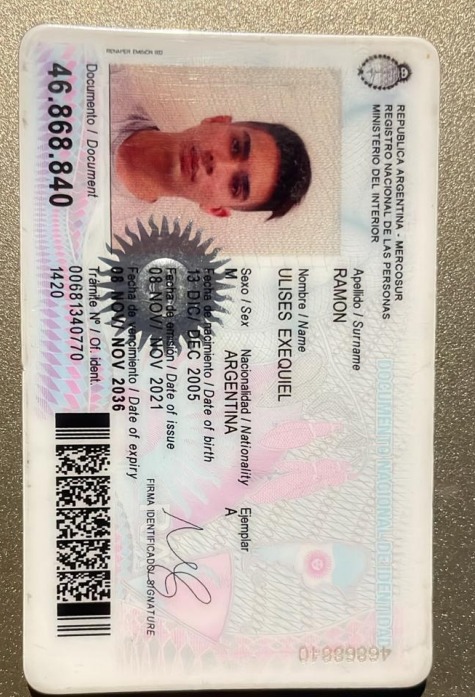 REPUBLICA ARGENTINA - MERCOSUR
REGISTRO NACIONAL DE LAS PERSONAS
MINISTERIO DEL INTERIOR
DOCUMENTO NACIONAL DE IDENTIDAD
Apellido / Surname
RAMON
Nombre / Name
ULISES EXEQUIEL
Sexo / Sex Nacionalidad / Nationality Ejemplar
M ARGENTINA A
Fecha de nacimiento / Date of birth
13 DIC/ DEC 2005
Fecha de emisión / Date of issue
08 NOV/ NOV 2021
Fecha de vencimiento / Date of expiry
08 NOV/ NOV 2036
FIRMA IDENTIFICADO/ SIGNATURE
Documento / Document
46.868.840
Trámite Nº / Of. ident.
00681340770
1420
46868840